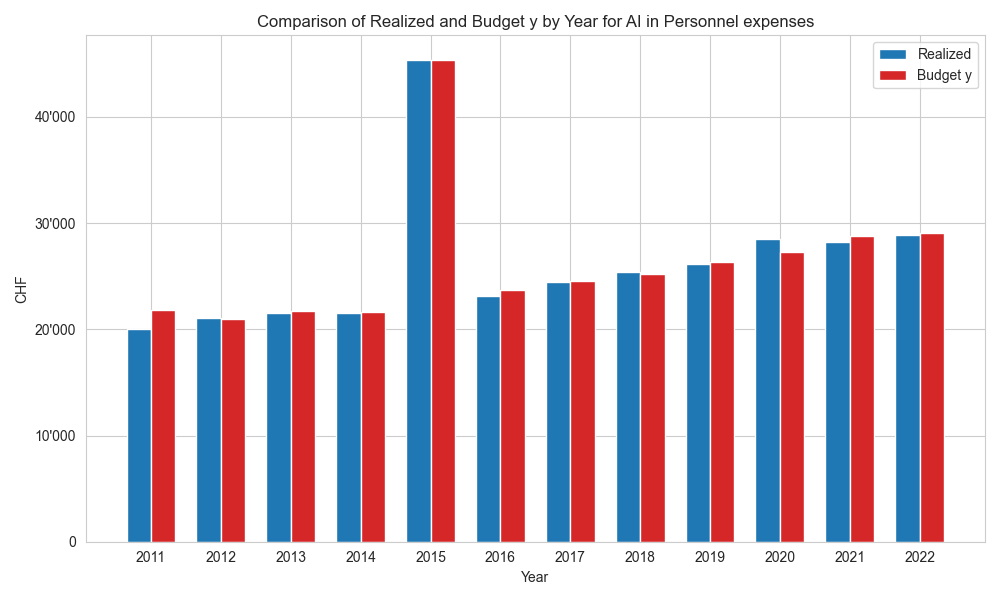 Comparison of Realized and Budget y by Year for AI in Personnel expenses
Realized
Budget y
CHF
40'000
30'000
20'000
10'000
0
2011 2012 2013 2014 2015 2016 2017 2018 2019 2020 2021 2022
Year